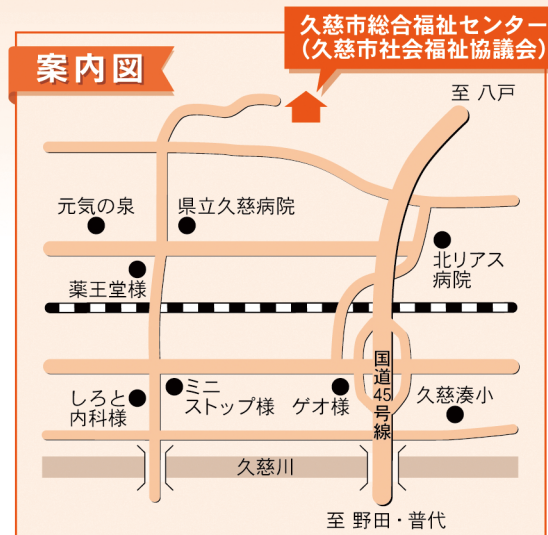 久慈市総合福祉センター
(久慈市社会福祉協議会)
案内図
至 八戸
元気の泉
県立久慈病院
北リアス
病院
薬王堂様
国道45号線
しろと
内科様
ミニ
ストップ様
ゲオ様
久慈湊小
久慈川
至 野田・普代